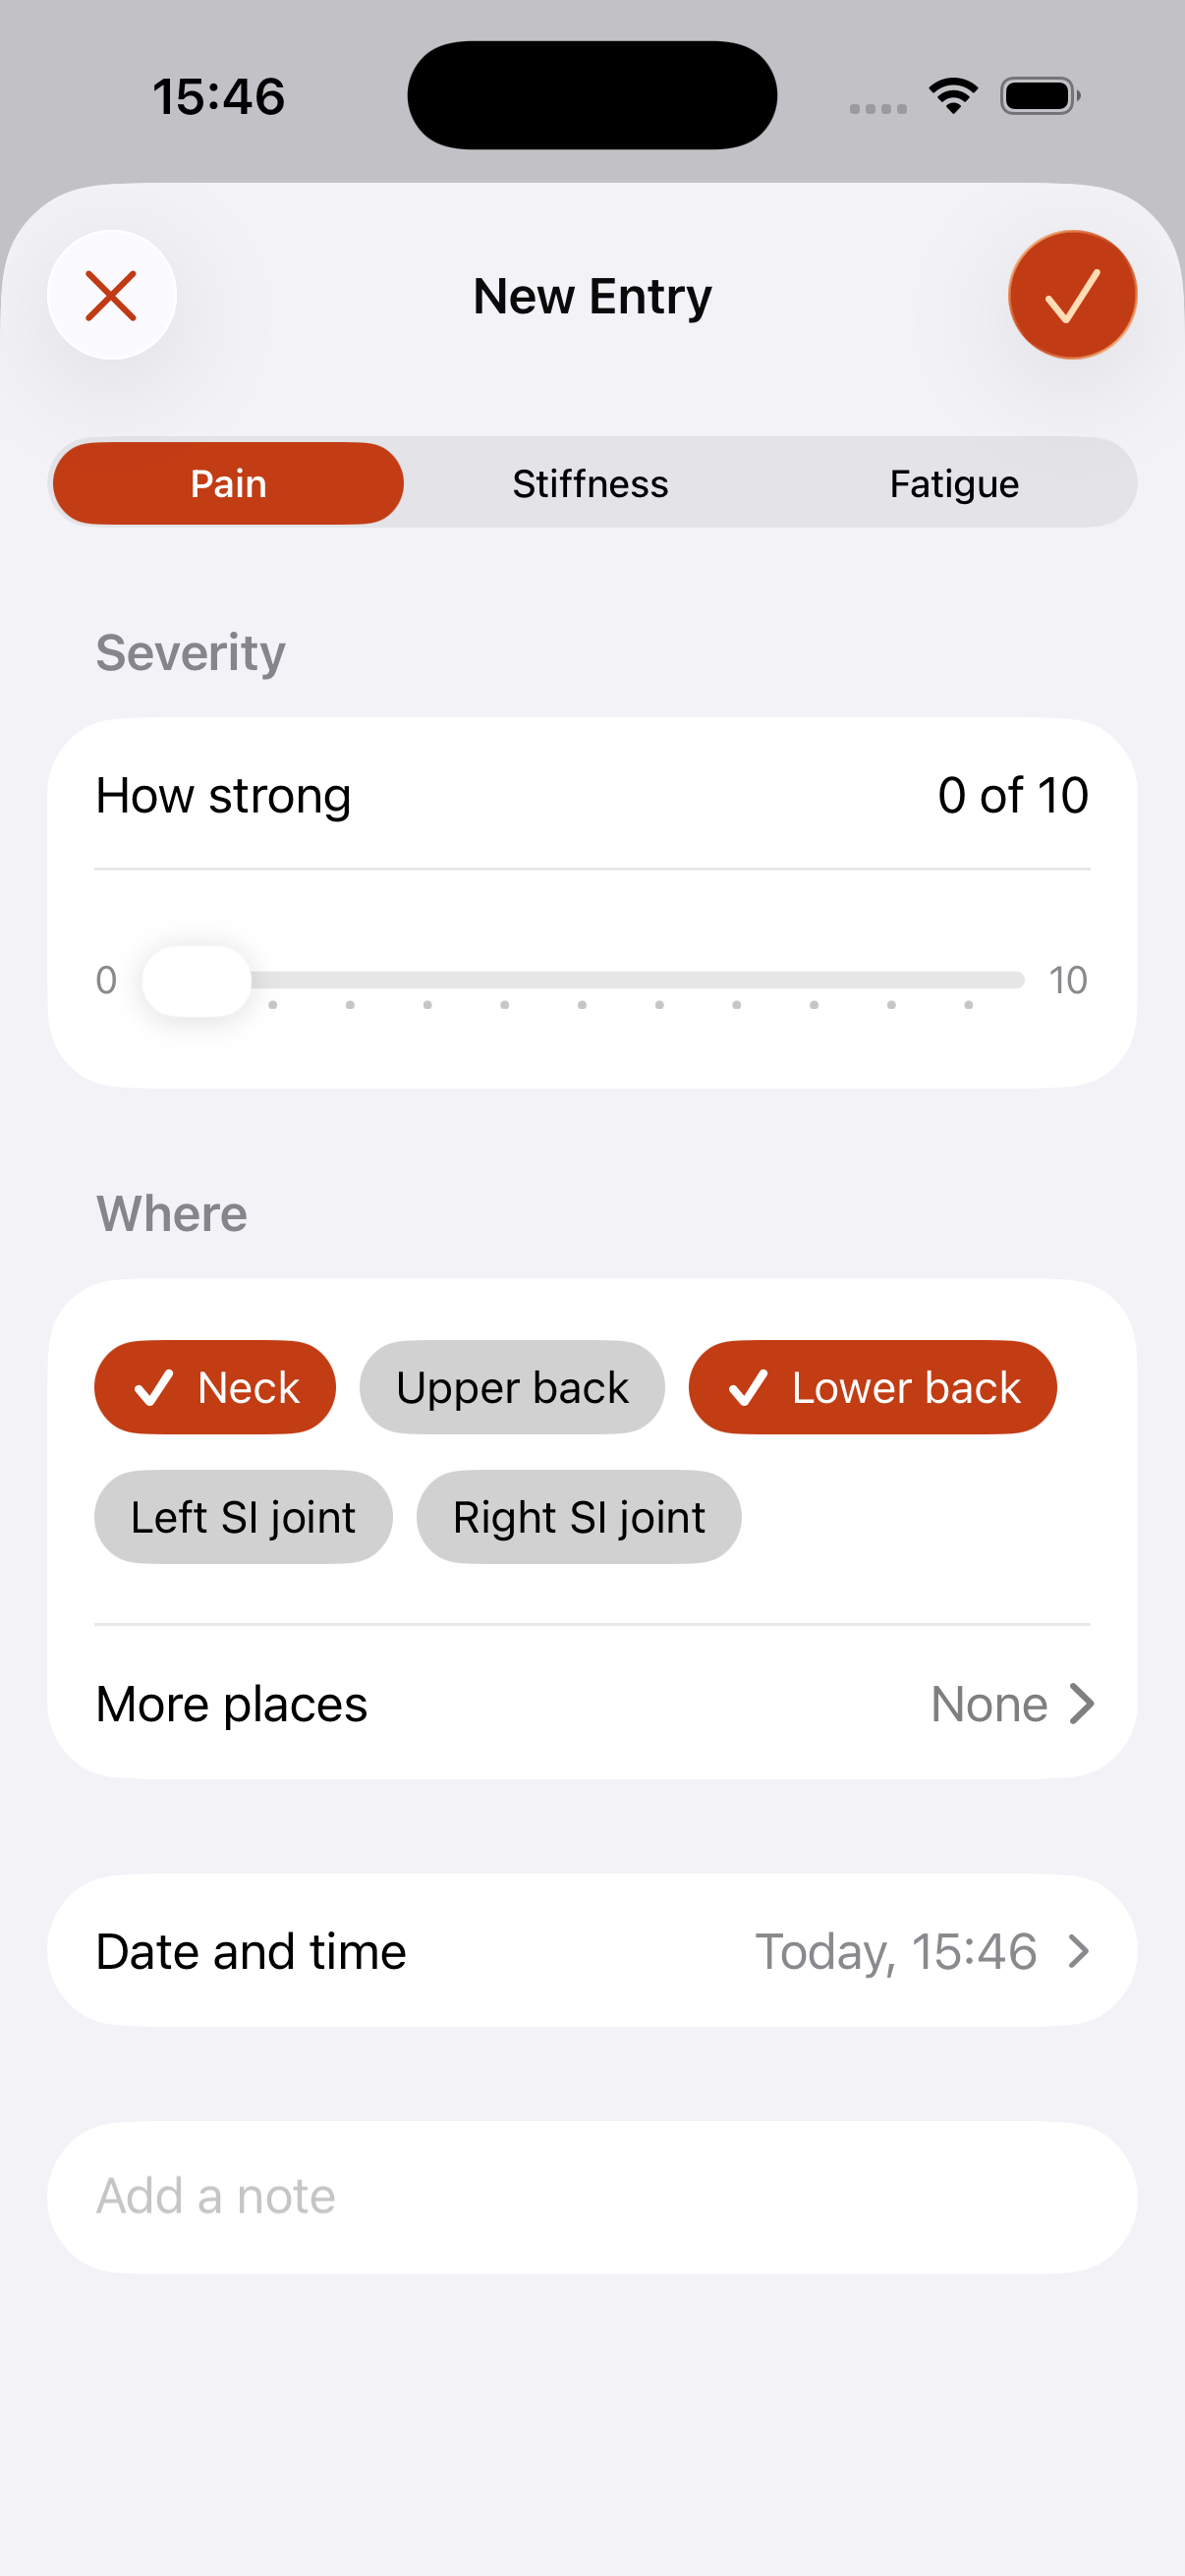 15:46
New Entry
Pain Stiffness Fatigue
Severity
How strong 0 of 10
0 10
Where
Neck Upper back Lower back
Left SI joint Right SI joint
More places None
Date and time Today, 15:46
Add a note